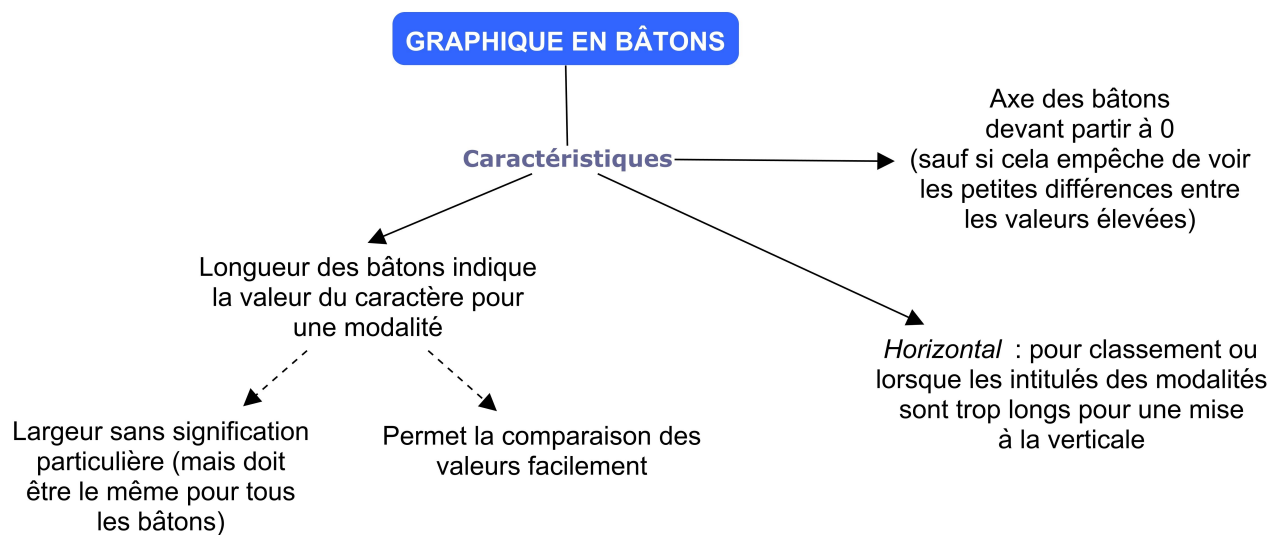 GRAPHIQUE EN BÂTONS
Caractéristiques
Axe des bâtons
devant partir à 0
(sauf si cela empêche de voir
les petites différences entre
les valeurs élevées)
Longueur des bâtons indique
la valeur du caractère pour
une modalité
Horizontal : pour classement ou
lorsque les intitulés des modalités
sont trop longs pour une mise
à la verticale
Largeur sans signification
particulière (mais doit
être le même pour tous
les bâtons)
Permet la comparaison des
valeurs facilement